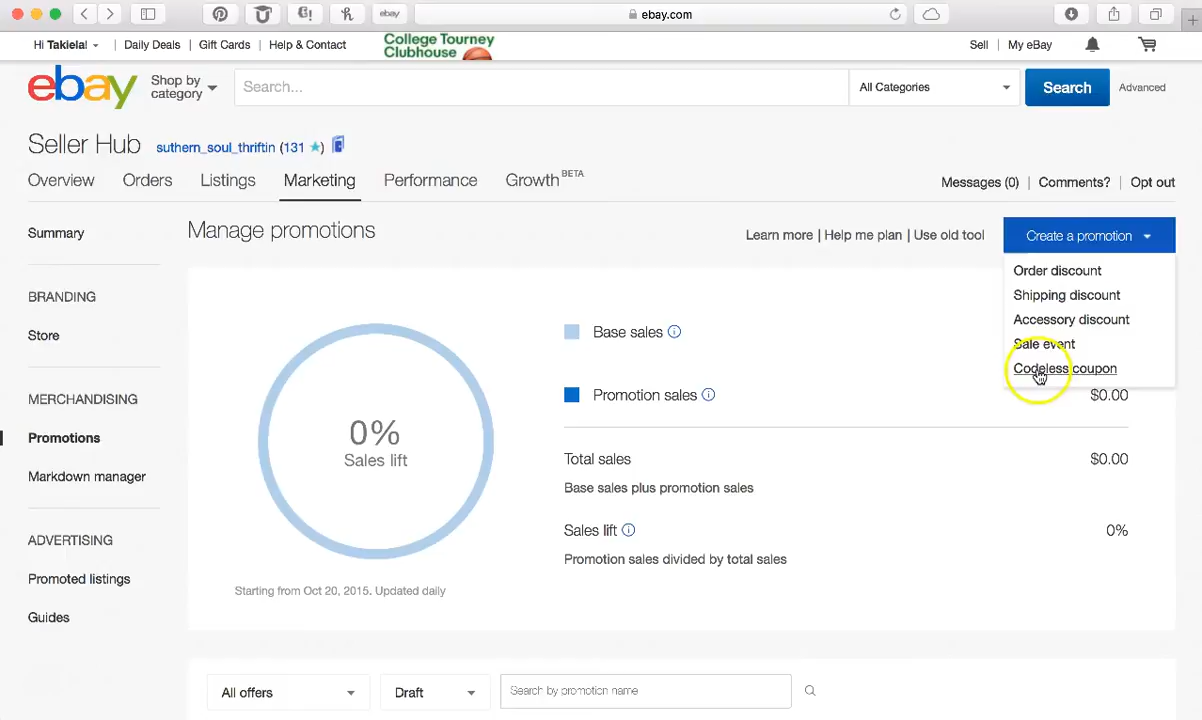 ebay
ebay.com
Hi Takiela!
Daily Deals
Gift Cards
Help & Contact
College Tourney
Clubhouse
Sell
My eBay
ebay
Shop by
category
Search...
All Categories
Search
Advanced
Seller Hub
suthern_soul_thriftin (131 ★)
Overview
Orders
Listings
Marketing
Performance
Growth BETA
Messages (0)
Comments?
Opt out
Manage promotions
Learn more | Help me plan | Use old tool
Create a promotion
Order discount
Shipping discount
Accessory discount
Sale event
Codeless coupon
Summary
BRANDING
Store
MERCHANDISING
Promotions
Markdown manager
ADVERTISING
Promoted listings
Guides
0%
Sales lift
Starting from Oct 20, 2015. Updated daily
Base sales
Promotion sales
$0.00
Total sales
$0.00
Base sales plus promotion sales
Sales lift
0%
Promotion sales divided by total sales
All offers
Draft
Search by promotion name